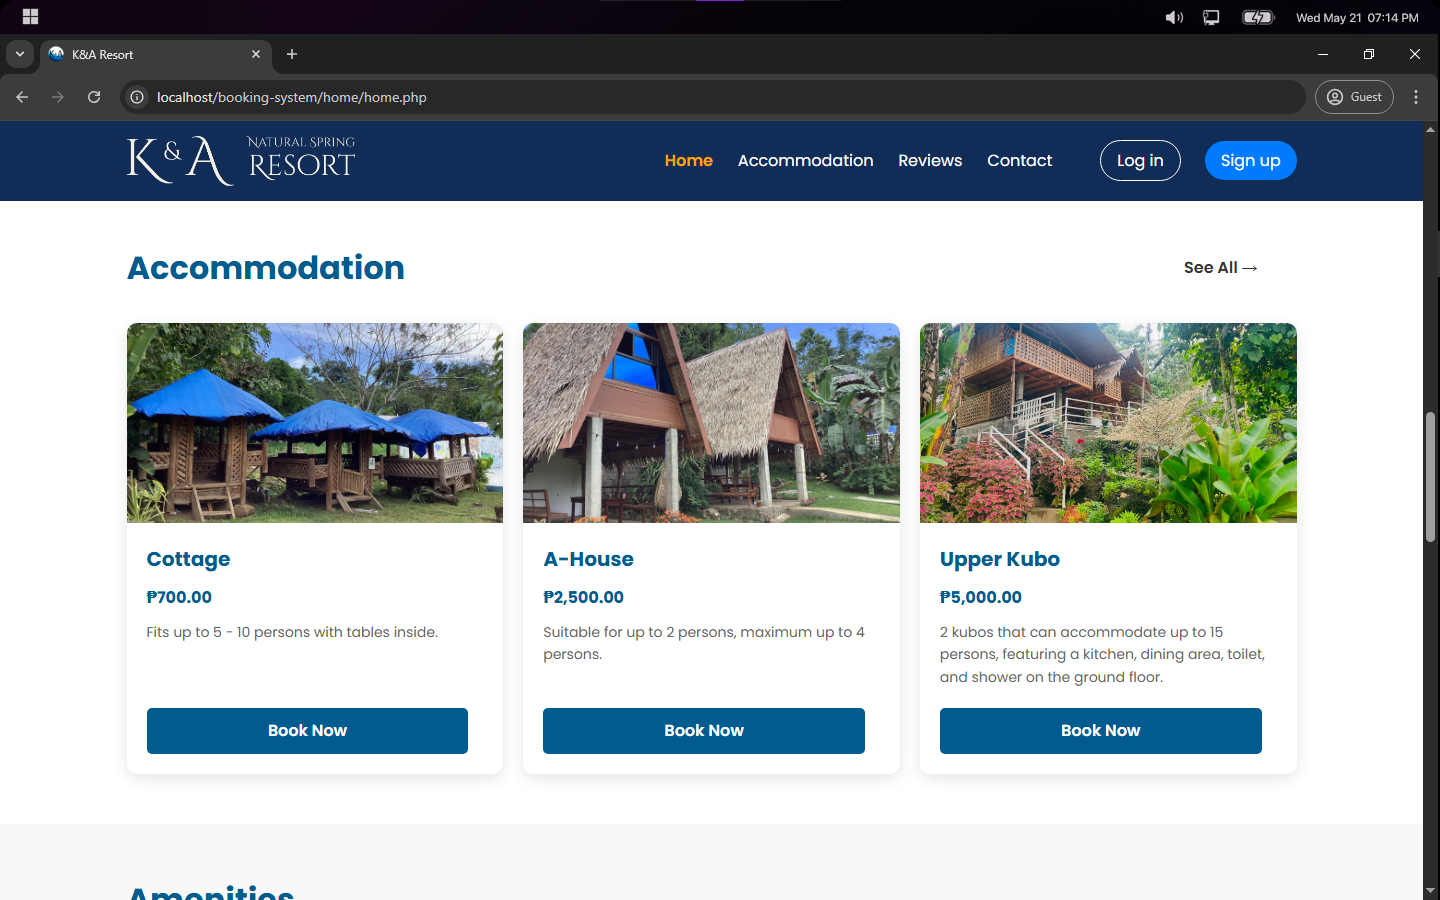 Wed May 21 07:14 PM
K&A Resort
localhost/booking-system/home/home.php
Guest
K & A NATURAL SPRING RESORT
Home
Accommodation
Reviews
Contact
Log in
Sign up
Accommodation
See All →
Cottage
₱700.00
Fits up to 5 - 10 persons with tables inside.
Book Now
A-House
₱2,500.00
Suitable for up to 2 persons, maximum up to 4
persons.
Book Now
Upper Kubo
₱5,000.00
2 kubos that can accommodate up to 15
persons, featuring a kitchen, dining area, toilet,
and shower on the ground floor.
Book Now
Amenities